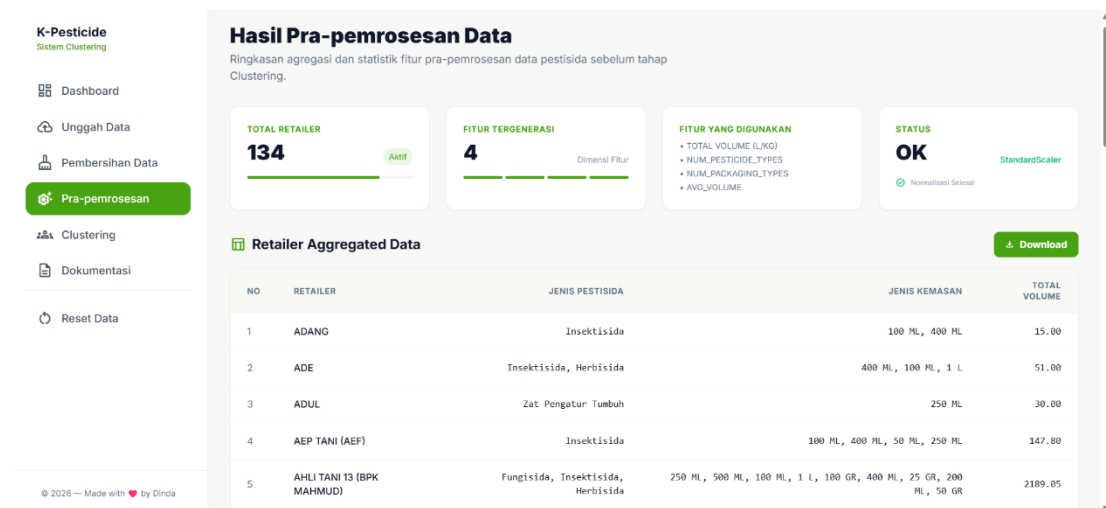 K-Pesticide
Sistem Clustering
Dashboard
Unggah Data
Pembersihan Data
Pra-pemrosesan
Clustering
Dokumentasi
Reset Data
© 2026 — Made with ❤ by Dinda
Hasil Pra-pemrosesan Data
Ringkasan agregasi dan statistik fitur pra-pemrosesan data pestisida sebelum tahap
Clustering.
TOTAL RETAILER
134
Aktif
FITUR TERGENERASI
4
Dimensi Fitur
FITUR YANG DIGUNAKAN
• TOTAL VOLUME (L/KG)
• NUM_PESTICIDE_TYPES
• NUM_PACKAGING_TYPES
• AVG_VOLUME
STATUS
OK
StandardScaler
Normalisasi Selesai
Retailer Aggregated Data
Download
NO RETAILER JENIS PESTISIDA JENIS KEMASAN TOTAL
VOLUME
1 ADANG Insektisida 100 ML, 400 ML 15.00
2 ADE Insektisida, Herbisida 400 ML, 100 ML, 1 L 51.00
3 ADUL Zat Pengatur Tumbuh 250 ML 30.00
4 AEP TANI (AEF) Insektisida 100 ML, 400 ML, 50 ML, 250 ML 147.80
5 AHLI TANI 13 (BPK Fungisida, Insektisida, 250 ML, 500 ML, 100 ML, 1 L, 100 GR, 400 ML, 25 GR, 200 2189.05
MAHMUD) Herbisida ML, 50 GR